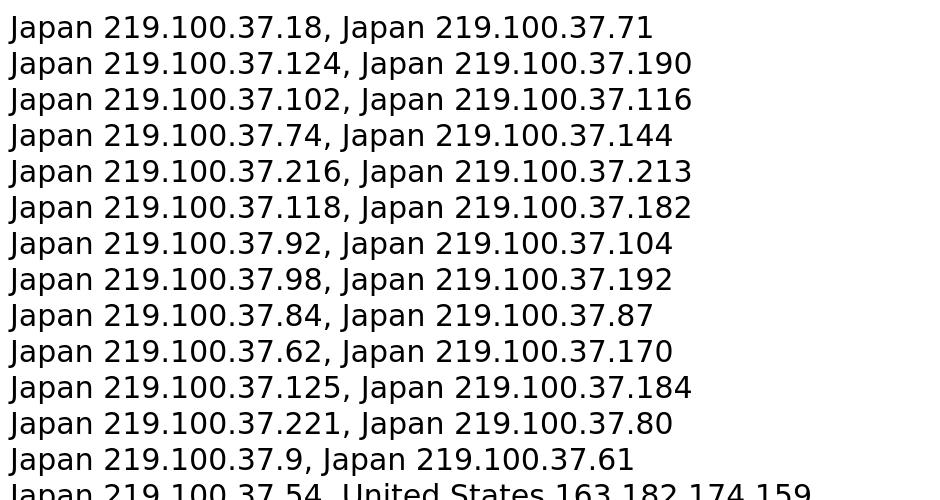 Japan 219.100.37.18, Japan 219.100.37.71
Japan 219.100.37.124, Japan 219.100.37.190
Japan 219.100.37.102, Japan 219.100.37.116
Japan 219.100.37.74, Japan 219.100.37.144
Japan 219.100.37.216, Japan 219.100.37.213
Japan 219.100.37.118, Japan 219.100.37.182
Japan 219.100.37.92, Japan 219.100.37.104
Japan 219.100.37.98, Japan 219.100.37.192
Japan 219.100.37.84, Japan 219.100.37.87
Japan 219.100.37.62, Japan 219.100.37.170
Japan 219.100.37.125, Japan 219.100.37.184
Japan 219.100.37.221, Japan 219.100.37.80
Japan 219.100.37.9, Japan 219.100.37.61
Japan 219.100.37.54, United States 163.182.174.159